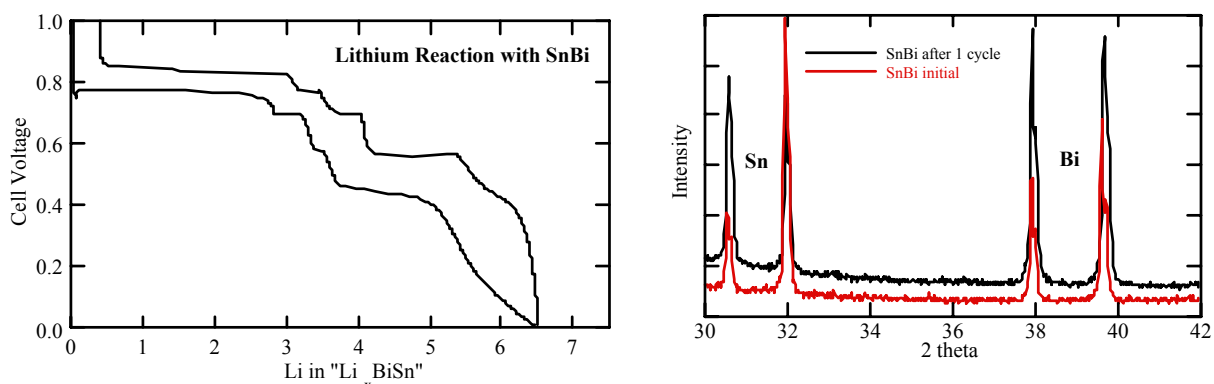 1.0
0.8
0.6
0.4
0.2
0.0
Cell Voltage
Lithium Reaction with SnBi
0 1 2 3 4 5 6 7
Li in "Li_xBiSn"
Intensity
SnBi after 1 cycle
SnBi initial
Sn
Bi
30 32 34 36 38 40 42
2 theta